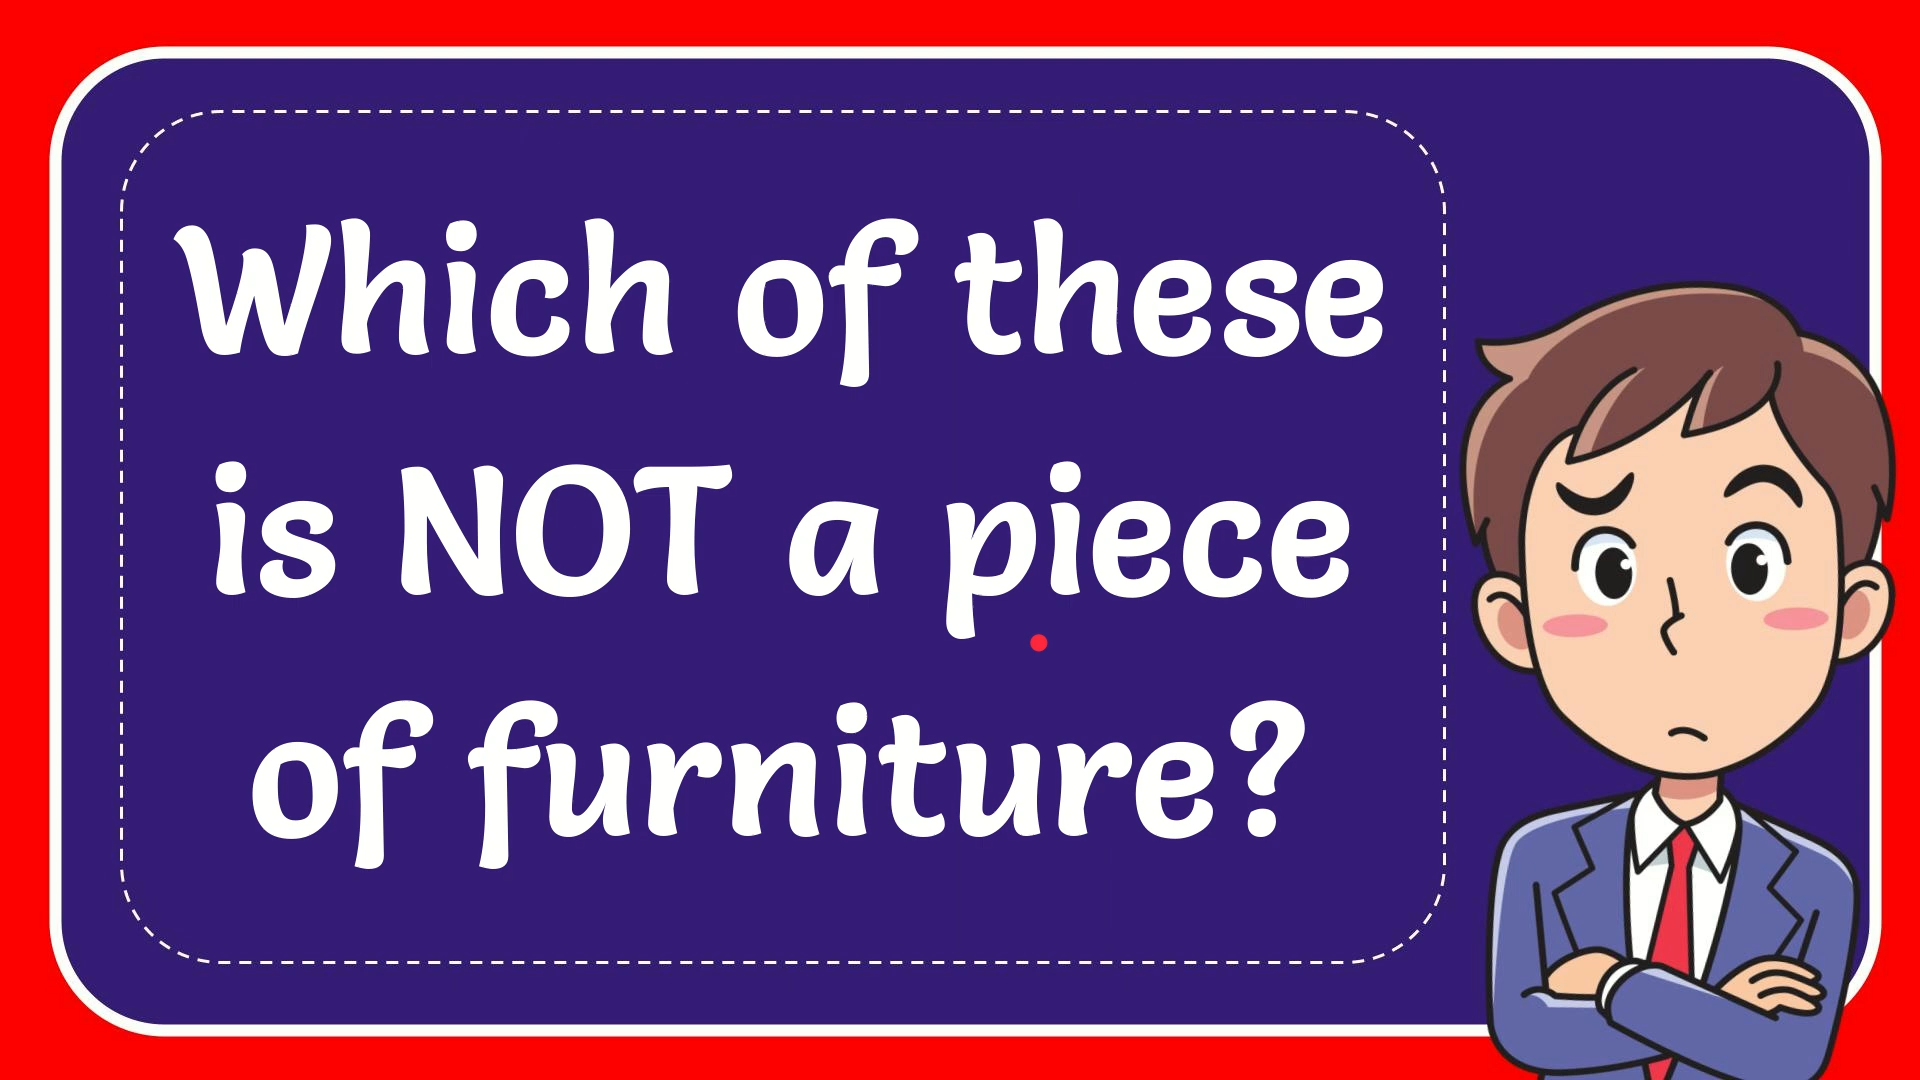 Which of these
is NOT a piece
of furniture?